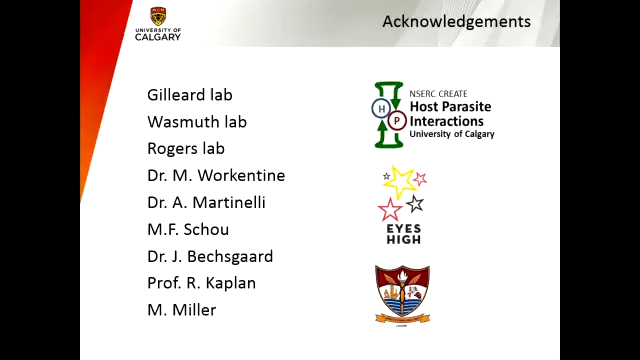 UNIVERSITY OF
CALGARY
Acknowledgements
Gilleard lab
Wasmuth lab
Rogers lab
Dr. M. Workentine
Dr. A. Martinelli
M.F. Schou
Dr. J. Bechsgaard
Prof. R. Kaplan
M. Miller
NSERC CREATE
H
P
Host Parasite
Interactions
University of Calgary
EYES
HIGH